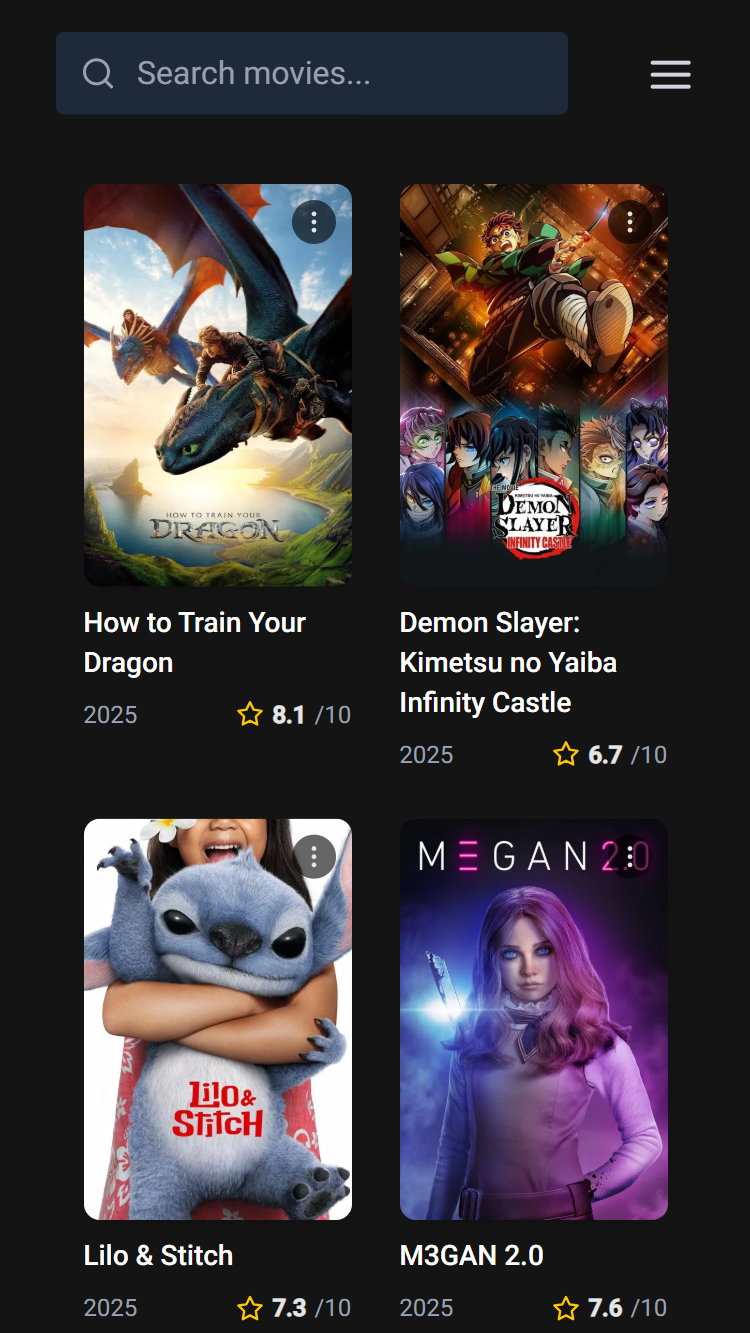 Search movies...
HOW TO TRAIN YOUR
DRAGON
THE MOVIE
KIMETSU NO YAIBA
DEMON
SLAYER
INFINITY CASTLE
How to Train Your
Dragon
2025
8.1 /10
Demon Slayer:
Kimetsu no Yaiba
Infinity Castle
2025
6.7 /10
LiLO &
STiTCH
MΞGAN 2.0
Lilo & Stitch
2025
7.3 /10
M3GAN 2.0
2025
7.6 /10